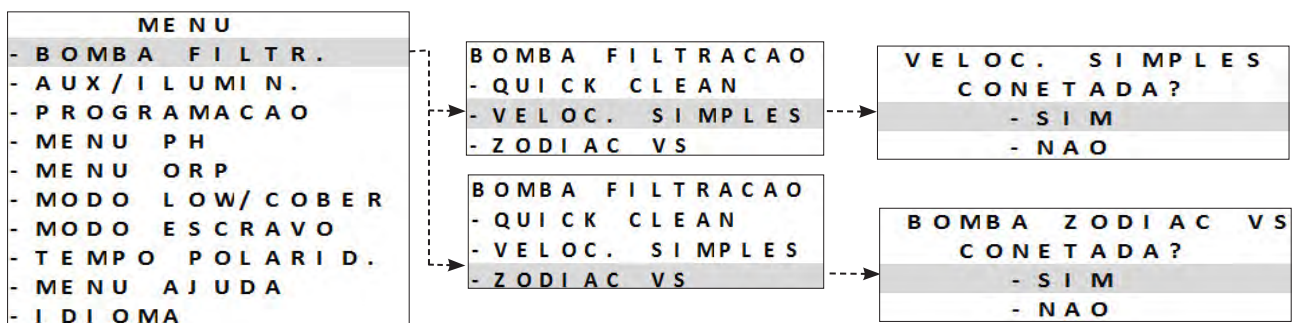 MENU
- BOMBA FILTR.
- AUX/ILUMIN.
- PROGRAMACAO
- MENU PH
- MENU ORP
- MODO LOW/COBER
- MODO ESCRAVO
- TEMPO POLARID.
- MENU AJUDA
- IDIOMA
BOMBA FILTRACAO
- QUICK CLEAN
- VELOC. SIMPLES
- ZODIAC VS
BOMBA FILTRACAO
- QUICK CLEAN
- VELOC. SIMPLES
- ZODIAC VS
VELOC. SIMPLES
CONETADA?
- SIM
- NAO
BOMBA ZODIAC VS
CONETADA?
- SIM
- NAO